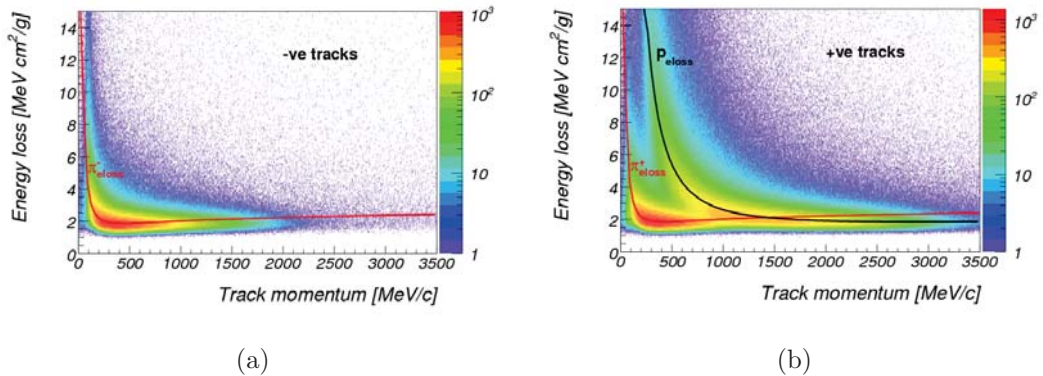 Energy loss [MeV cm²/g]
14
12
10
8
6
4
2
0
-ve tracks
π⁻eloss
0 500 1000 1500 2000 2500 3000 3500
Track momentum [MeV/c]
10³
10²
10
1
(a)
Energy loss [MeV cm²/g]
14
12
10
8
6
4
2
0
Peloss
+ve tracks
π⁺eloss
0 500 1000 1500 2000 2500 3000 3500
Track momentum [MeV/c]
10³
10²
10
1
(b)